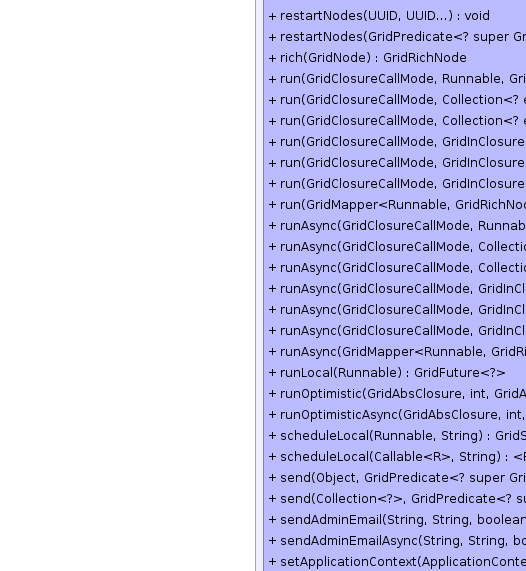 + restartNodes(UUID, UUID...) : void
+ restartNodes(GridPredicate<? super Gr
+ rich(GridNode) : GridRichNode
+ run(GridClosureCallMode, Runnable, Gri
+ run(GridClosureCallMode, Collection<? e
+ run(GridClosureCallMode, Collection<? e
+ run(GridClosureCallMode, GridInClosure
+ run(GridClosureCallMode, GridInClosure
+ run(GridClosureCallMode, GridInClosure
+ run(GridMapper<Runnable, GridRichNo
+ runAsync(GridClosureCallMode, Runnab
+ runAsync(GridClosureCallMode, Collectio
+ runAsync(GridClosureCallMode, Collectio
+ runAsync(GridClosureCallMode, GridInCl
+ runAsync(GridClosureCallMode, GridInCl
+ runAsync(GridClosureCallMode, GridInCl
+ runAsync(GridMapper<Runnable, GridRi
+ runLocal(Runnable) : GridFuture<?>
+ runOptimistic(GridAbsClosure, int, GridA
+ runOptimisticAsync(GridAbsClosure, int,
+ scheduleLocal(Runnable, String) : GridS
+ scheduleLocal(Callable<R>, String) : <R
+ send(Object, GridPredicate<? super Gri
+ send(Collection<?>, GridPredicate<? su
+ sendAdminEmail(String, String, boolean
+ sendAdminEmailAsync(String, String, bo
+ setApplicationContext(ApplicationConte